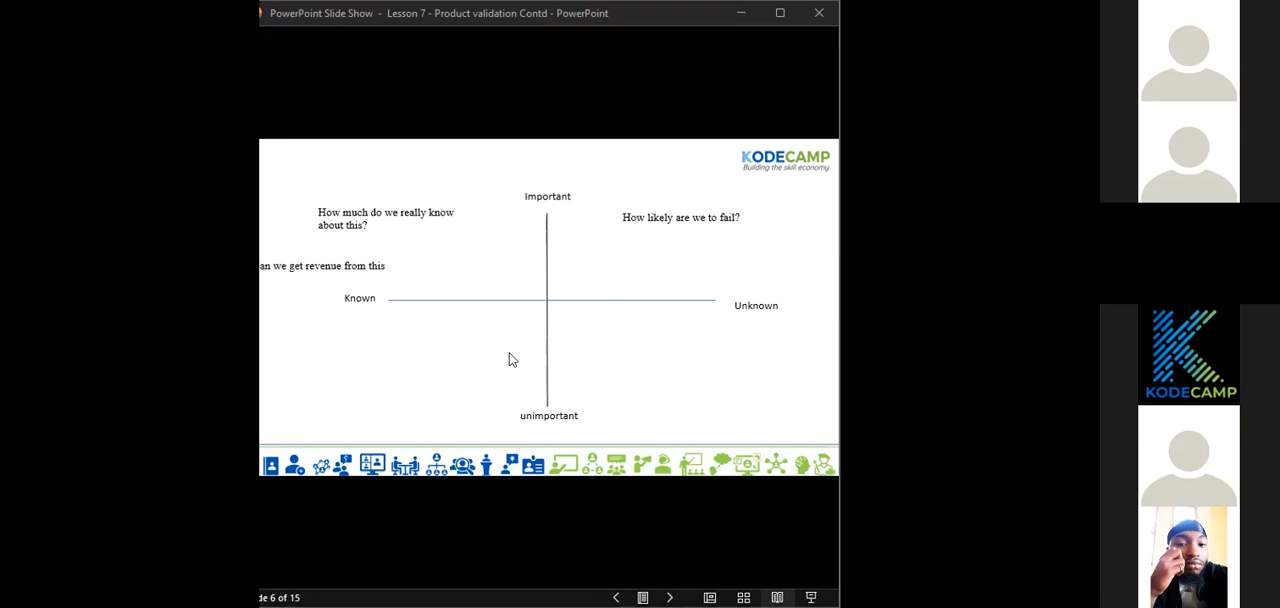 PowerPoint Slide Show - Lesson 7 - Product validation Contd - PowerPoint
KODECAMP
Building the skill economy
Important
How much do we really know
about this?
How likely are we to fail?
an we get revenue from this
Known
Unknown
unimportant
KODECAMP
de 6 of 15